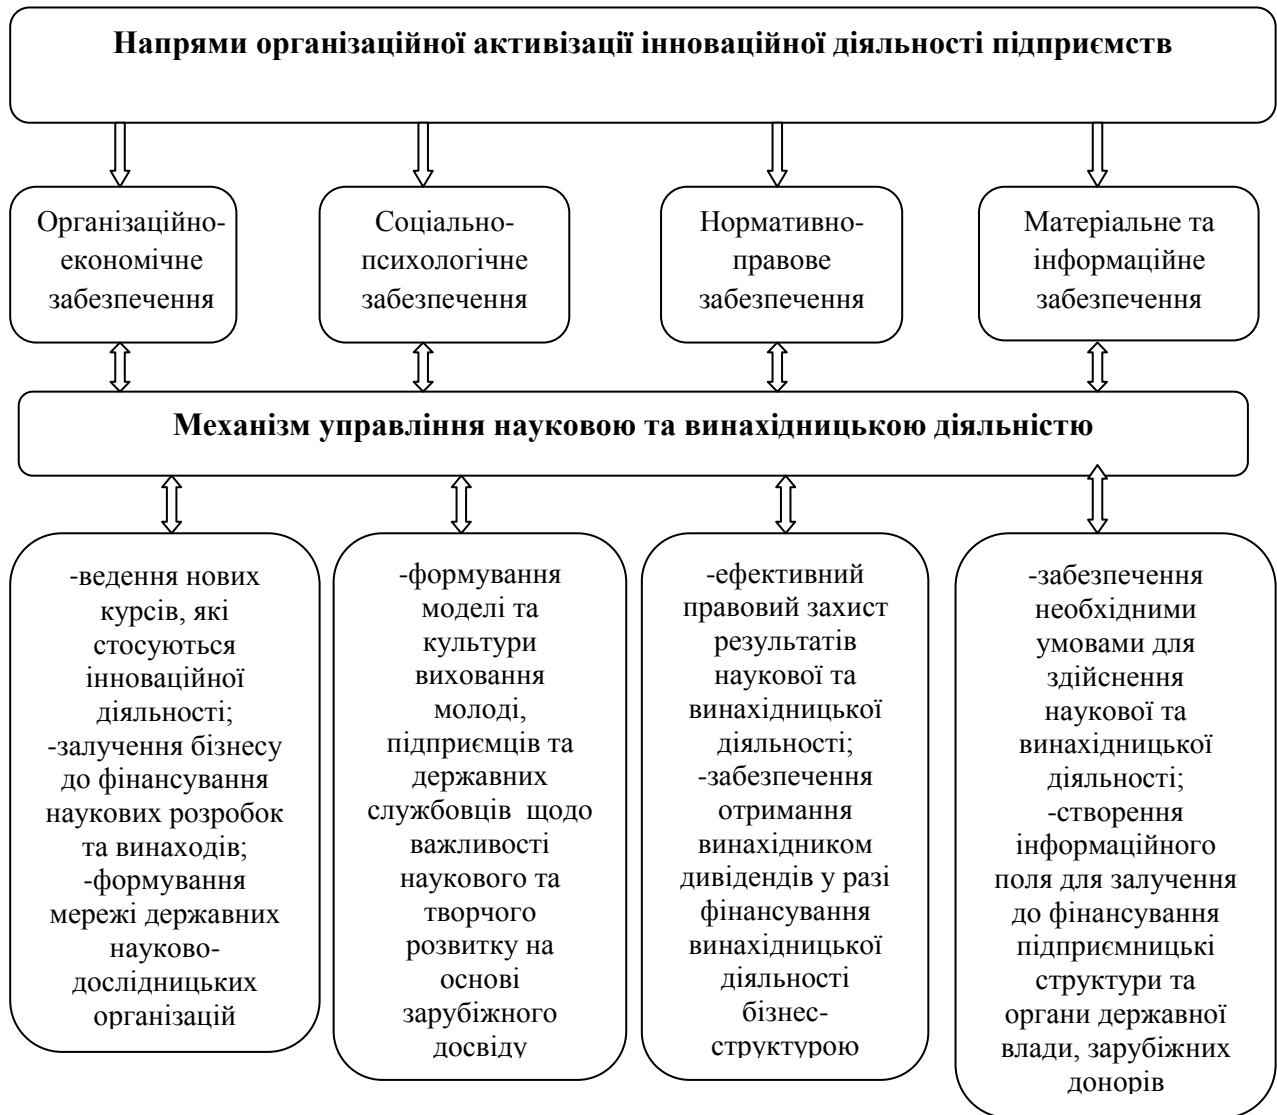 Напрями організаційної активізації інноваційної діяльності підприємств
Організаційно-
економічне
забезпечення
Соціально-
психологічне
забезпечення
Нормативно-
правове
забезпечення
Матеріальне та
інформаційне
забезпечення
Механізм управління науковою та винахідницькою діяльністю
-ведення нових
курсів, які
стосуються
інноваційної
діяльності;
-залучення бізнесу
до фінансування
наукових розробок
та винаходів;
-формування
мережі державних
науково-
дослідницьких
організацій
-формування
моделі та
культури
виховання
молоді,
підприємців та
державних
службовців  щодо
важливості
наукового та
творчого
розвитку на
основі
зарубіжного
досвіду
-ефективний
правовий захист
результатів
наукової та
винахідницької
діяльності;
-забезпечення
отримання
винахідником
дивідендів у разі
фінансування
винахідницької
діяльності
бізнес-
структурою
-забезпечення
необхідними
умовами для
здійснення
наукової та
винахідницької
діяльності;
-створення
інформаційного
поля для залучення
до фінансування
підприємницькі
структури та
органи державної
влади, зарубіжних
донорів